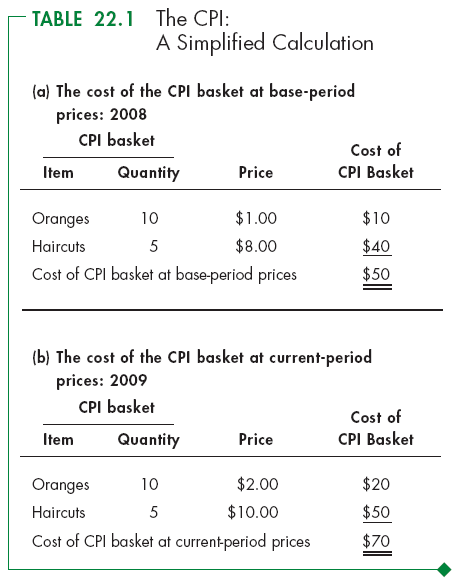 TABLE 22.1 The CPI:
A Simplified Calculation
(a) The cost of the CPI basket at base-period
prices: 2008
CPI basket
Cost of
Item Quantity Price CPI Basket
Oranges 10 $1.00 $10
Haircuts 5 $8.00 $40
Cost of CPI basket at base-period prices $50
(b) The cost of the CPI basket at current-period
prices: 2009
CPI basket
Cost of
Item Quantity Price CPI Basket
Oranges 10 $2.00 $20
Haircuts 5 $10.00 $50
Cost of CPI basket at current-period prices $70